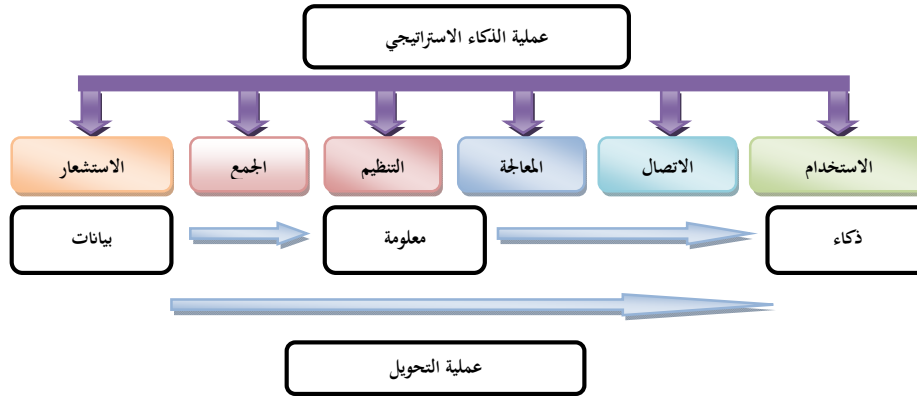 عملية الذكاء الاستراتيجي
الاستشعار
الجمع
التنظيم
المعالجة
الاتصال
الاستخدام
بيانات
معلومة
ذكاء
عملية التحويل